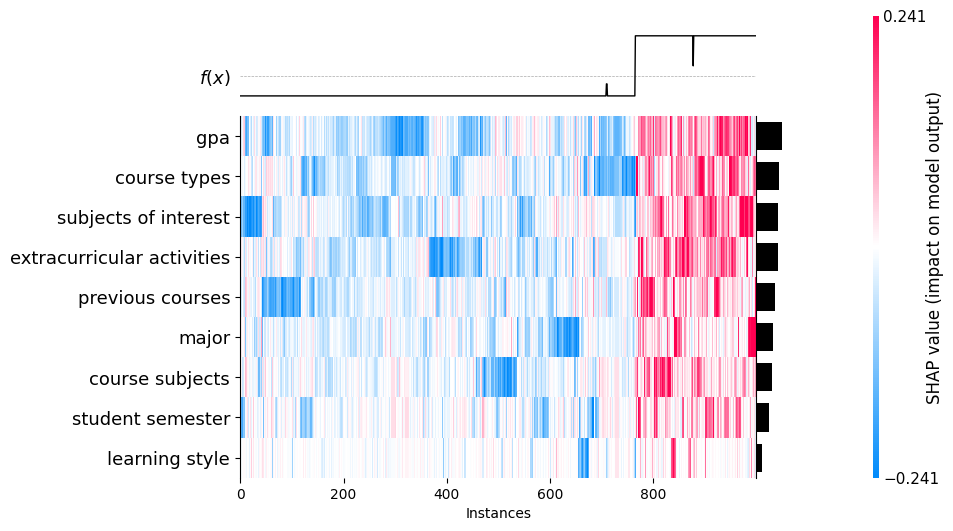 0.241
f(x)
gpa
course types
subjects of interest
extracurricular activities
previous courses
major
course subjects
student semester
learning style
0 200 400 600 800
Instances
−0.241
SHAP value (impact on model output)